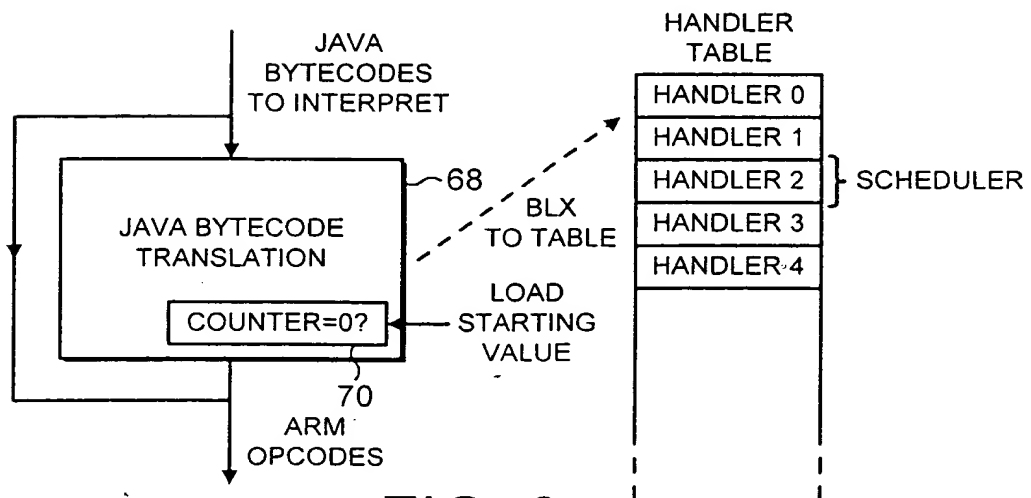 JAVA
BYTECODES
TO INTERPRET
68
JAVA BYTECODE
TRANSLATION
COUNTER=0?
70
LOAD
STARTING
VALUE
BLX
TO TABLE
ARM
OPCODES
HANDLER
TABLE
HANDLER 0
HANDLER 1
HANDLER 2
HANDLER 3
HANDLER 4
SCHEDULER